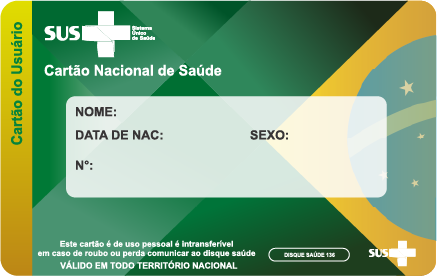 Cartão do Usuário
SUS
Sistema
Único
de Saúde
Cartão Nacional de Saúde
NOME:
DATA DE NAC: SEXO:
N°:
Este cartão é de uso pessoal é intransferível
em caso de roubo ou perda comunicar ao disque saúde
VÁLIDO EM TODO TERRITÓRIO NACIONAL
DISQUE SAÚDE 136
SUS